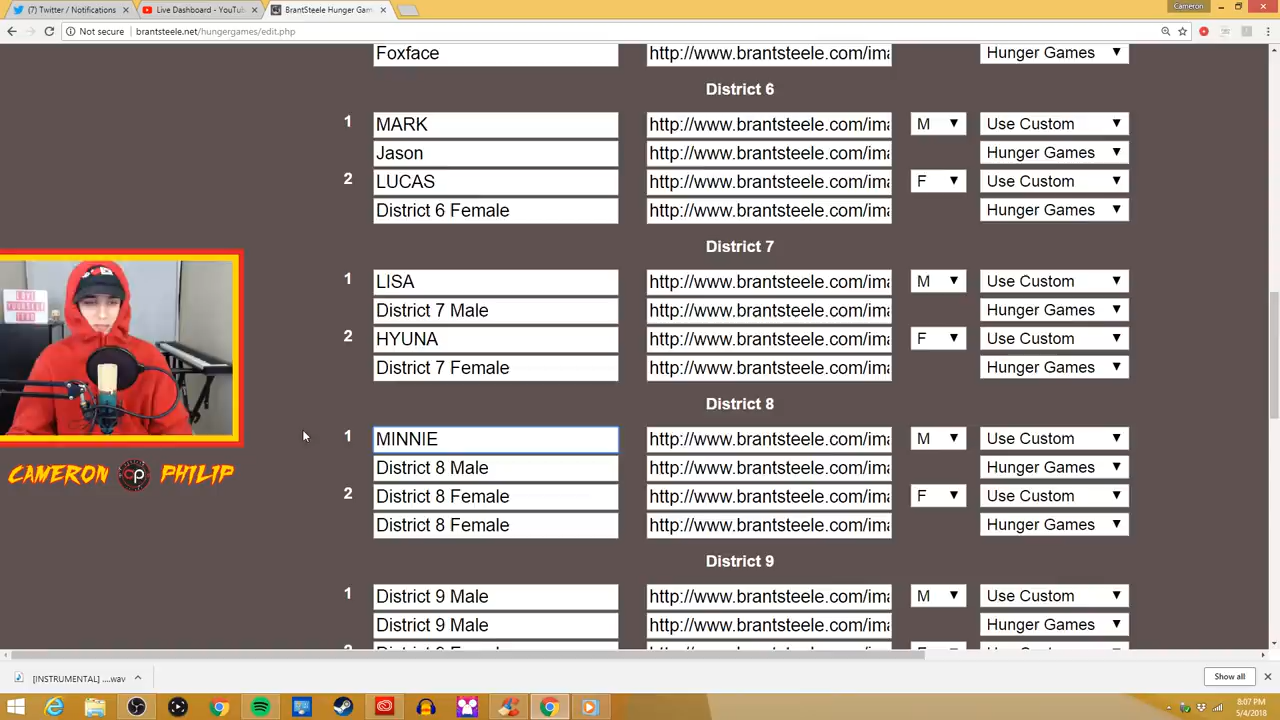 (7) Twitter / Notifications
Live Dashboard - YouTu
BrantSteele Hunger Gam
Cameron
Not secure | brantsteele.net/hungergames/edit.php
Foxface http://www.brantsteele.com/ima Hunger Games
District 6
1 MARK http://www.brantsteele.com/ima M Use Custom
Jason http://www.brantsteele.com/ima Hunger Games
2 LUCAS http://www.brantsteele.com/ima F Use Custom
District 6 Female http://www.brantsteele.com/ima Hunger Games
District 7
1 LISA http://www.brantsteele.com/ima M Use Custom
District 7 Male http://www.brantsteele.com/ima Hunger Games
2 HYUNA http://www.brantsteele.com/ima F Use Custom
District 7 Female http://www.brantsteele.com/ima Hunger Games
District 8
1 MINNIE http://www.brantsteele.com/ima M Use Custom
District 8 Male http://www.brantsteele.com/ima Hunger Games
2 District 8 Female http://www.brantsteele.com/ima F Use Custom
District 8 Female http://www.brantsteele.com/ima Hunger Games
District 9
1 District 9 Male http://www.brantsteele.com/ima M Use Custom
District 9 Male http://www.brantsteele.com/ima Hunger Games
LOVE
YOURSELF
CAMERON cp PHILIP
[INSTRUMENTAL] ....wav
Show all
8:07 PM
5/4/2018